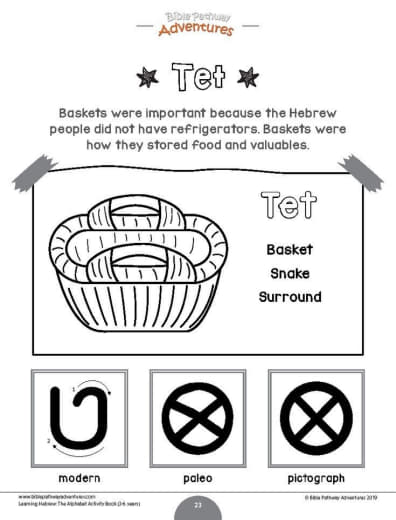 Bible Pathway
Adventures
Tet
Baskets were important because the Hebrew
people did not have refrigerators. Baskets were
how they stored food and valuables.
Tet
Basket
Snake
Surround
1
2
ט
modern
paleo
pictograph
www.biblepathwayadventures.com
Learning Hebrew: The Alphabet Activity Book (3-6 years)
23
© Bible Pathway Adventures 2019